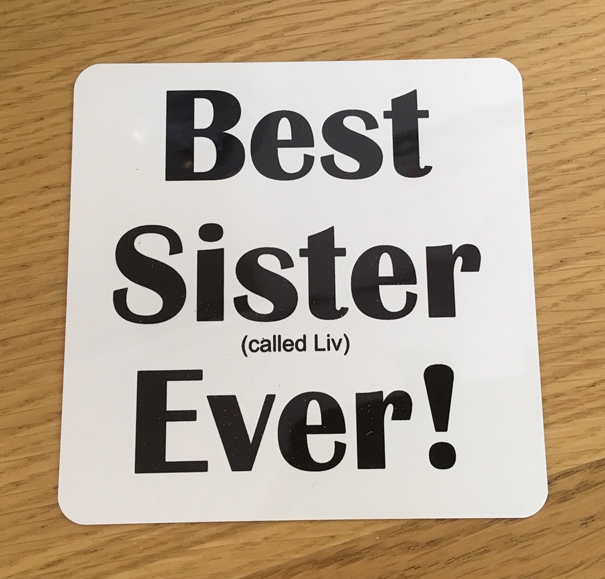 Best
Sister
(called Liv)
Ever!